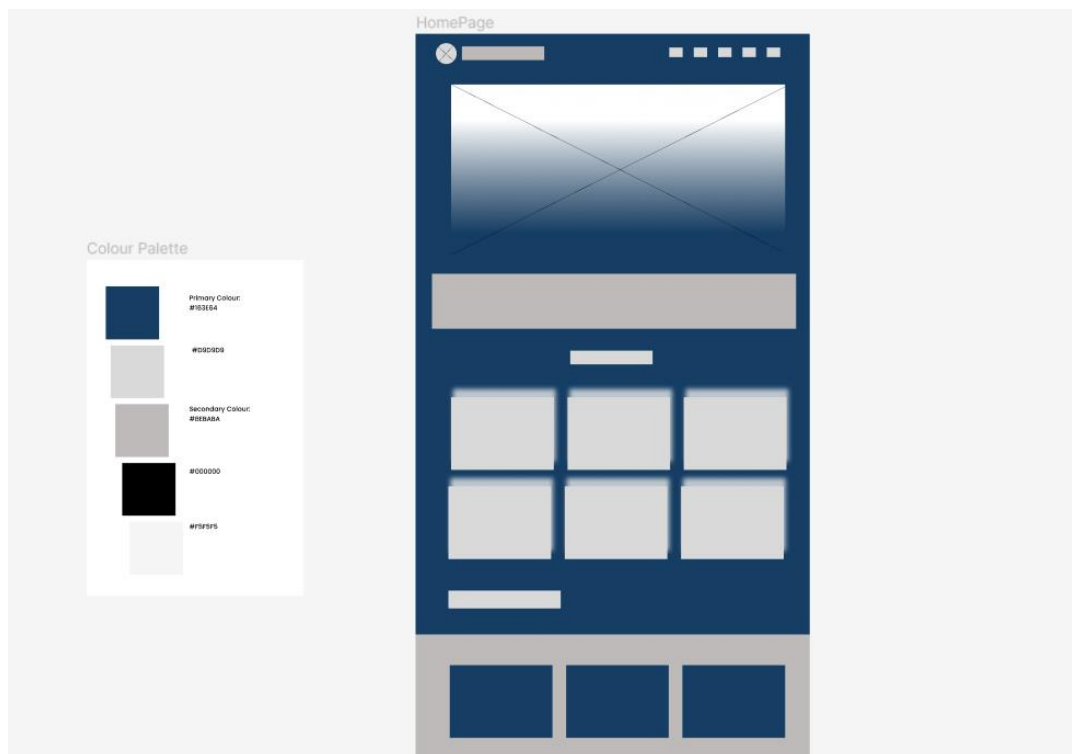 HomePage
Colour Palette
Primary Colour:
#163E64
#D9D9D9
Secondary Colour:
#BEBABA
#000000
#F5F5F5